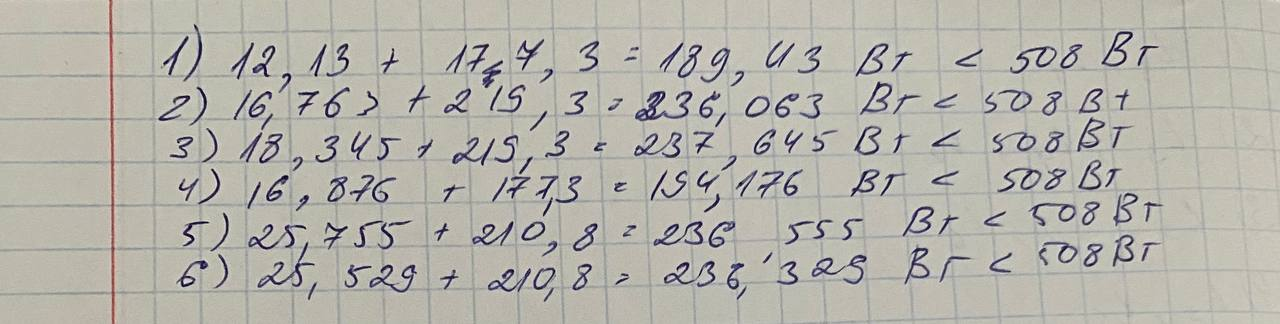 1) 12,13 + 177,3 = 189,43 Вт < 508 Вт
2) 16,763 + 219,3 = 236,063 Вт < 508 Вт
3) 18,345 + 219,3 = 237,645 Вт < 508 Вт
4) 16,876 + 177,3 = 194,176 Вт < 508 Вт
5) 25,755 + 210,8 = 236,555 Вт < 508 Вт
6) 25,529 + 210,8 = 236,329 Вт < 508 Вт